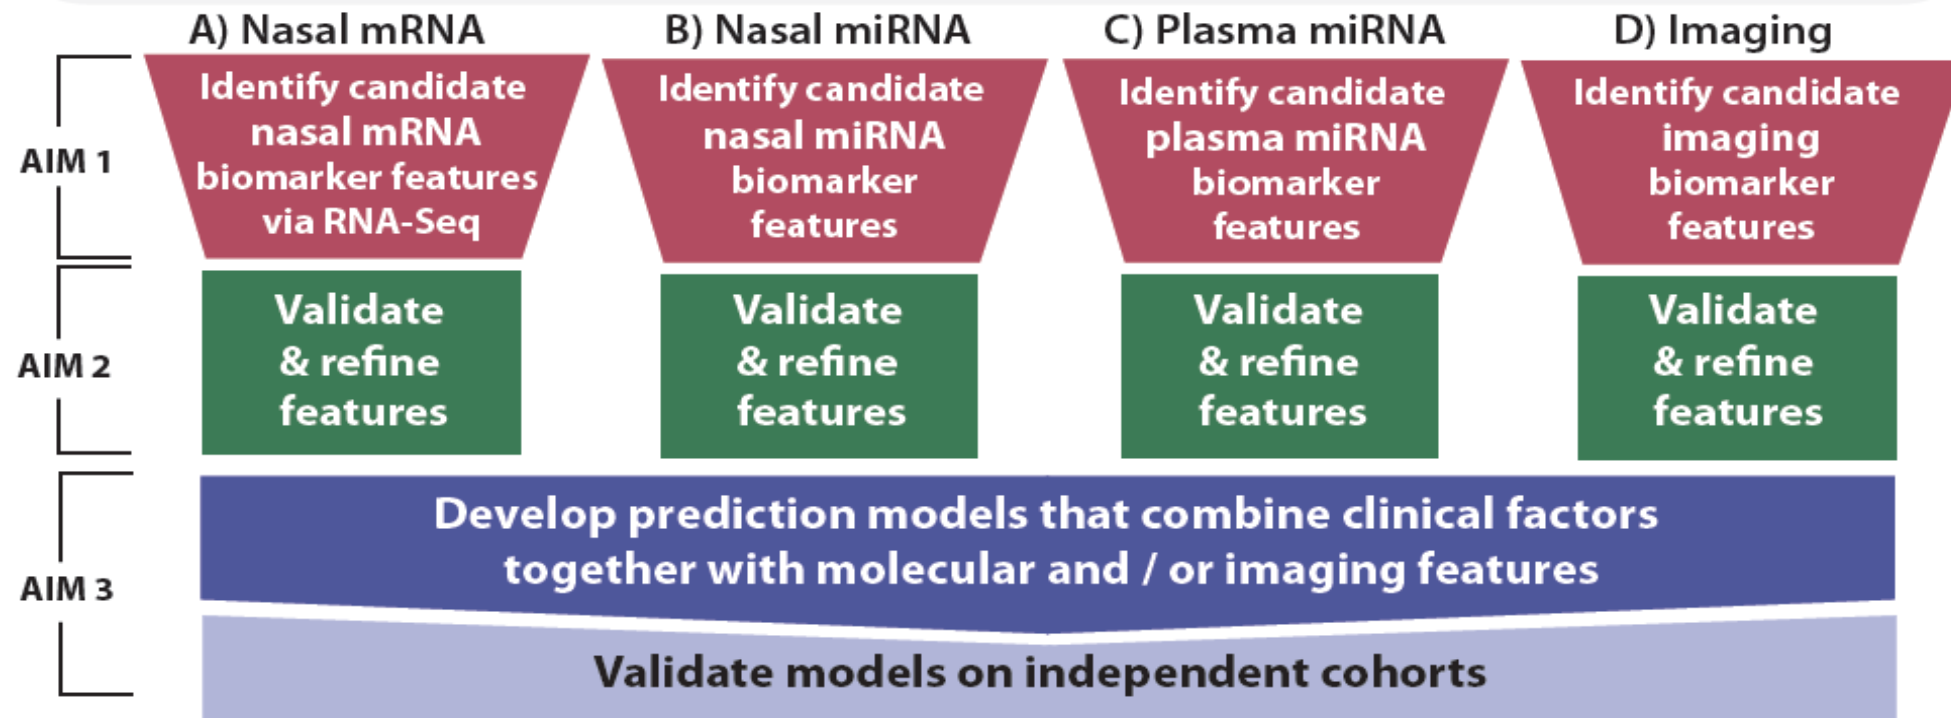 A) Nasal mRNA
B) Nasal miRNA
C) Plasma miRNA
D) Imaging
AIM 1
Identify candidate
nasal mRNA
biomarker features
via RNA-Seq
Identify candidate
nasal miRNA
biomarker
features
Identify candidate
plasma miRNA
biomarker
features
Identify candidate
imaging
biomarker
features
AIM 2
Validate
& refine
features
Validate
& refine
features
Validate
& refine
features
Validate
& refine
features
AIM 3
Develop prediction models that combine clinical factors
together with molecular and / or imaging features
Validate models on independent cohorts